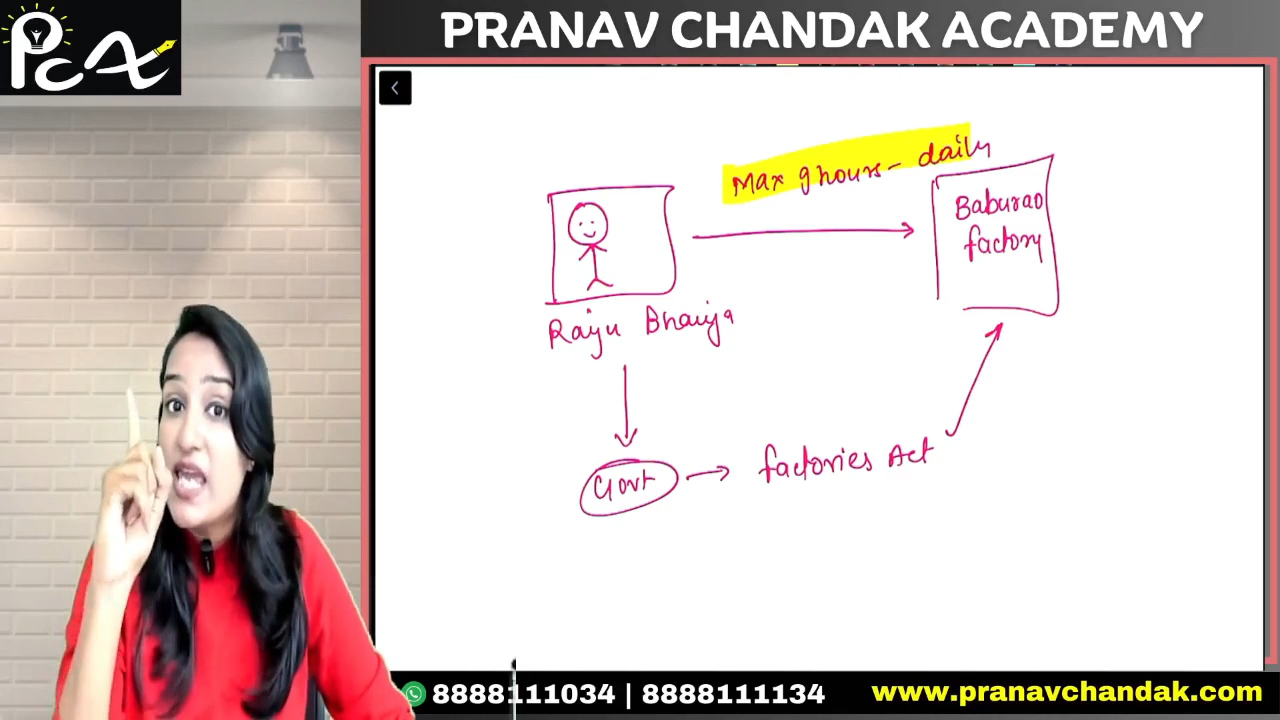 PCA
PRANAV CHANDAK ACADEMY
Max 9 hours - daily
Baburao
factory
Raju Bhaiya
Govt → factories Act
8888111034 | 8888111134
www.pranavchandak.com